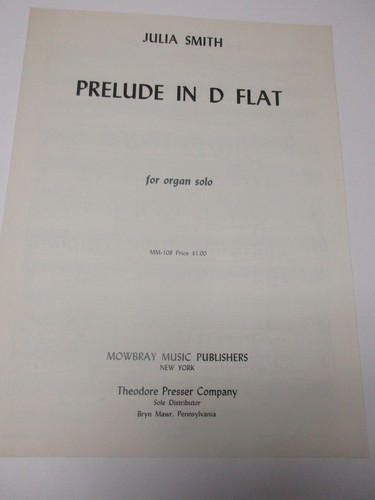 JULIA SMITH
PRELUDE IN D FLAT
for organ solo
MM-108 Price $1.00
MOWBRAY MUSIC PUBLISHERS
NEW YORK
Theodore Presser Company
Sole Distributor
Bryn Mawr, Pennsylvania